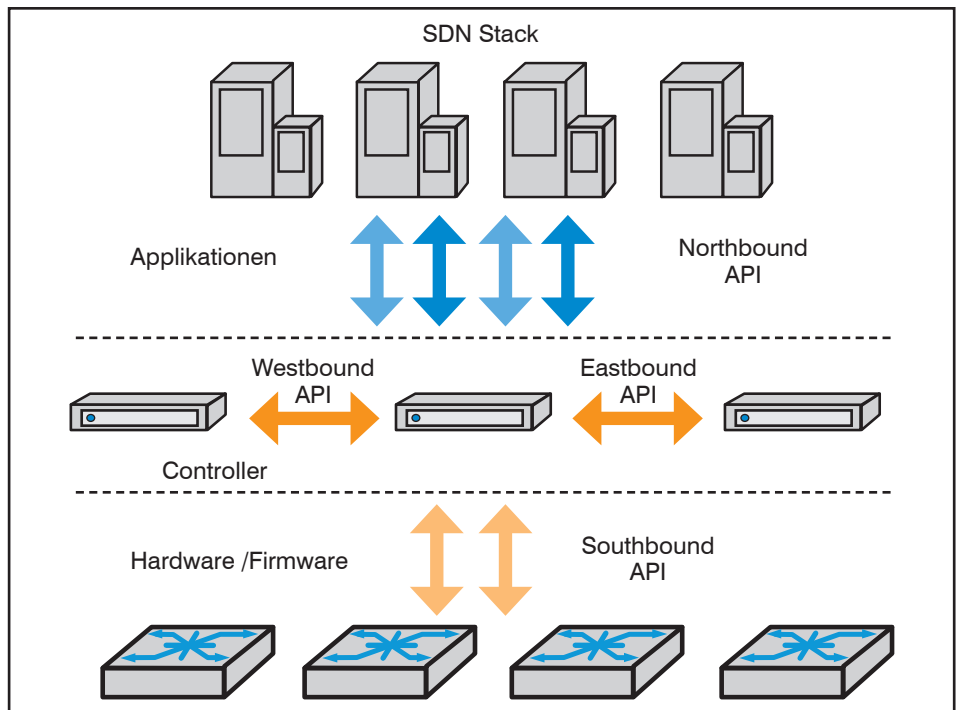 SDN Stack
Applikationen
Northbound
API
Westbound
API
Eastbound
API
Controller
Hardware /Firmware
Southbound
API